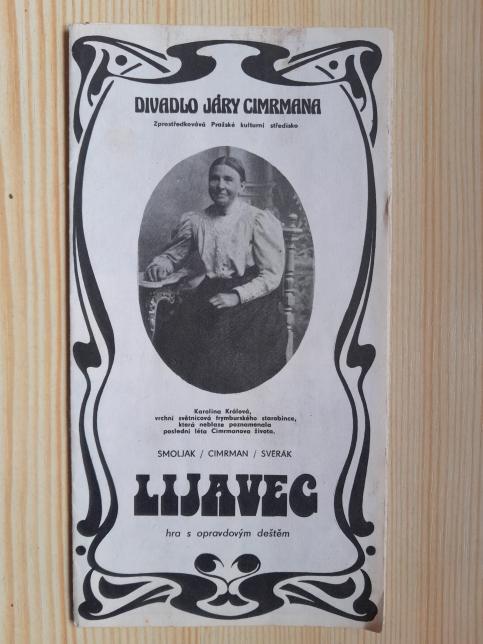 DIVADLO JÁRY CIMRMANA
Zprostředkovává Pražské kulturní středisko
Karolina Králová,
vrchní světnicová frymburského starobince,
která neblaze poznamenala
poslední léta Cimrmanova života.
SMOLJAK / CIMRMAN / SVĚRÁK
LIJAVEC
hra s opravdovým deštěm